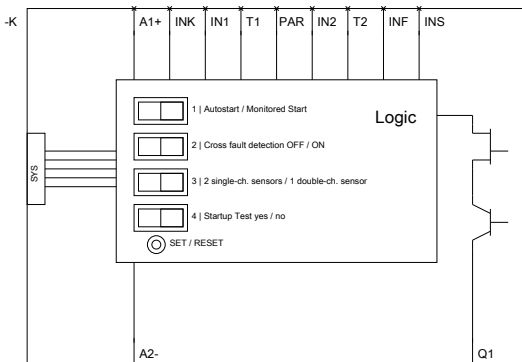 -K A1+ INK IN1 T1 PAR IN2 T2 INF INS
1 | Autostart / Monitored Start
Logic
2 | Cross fault detection OFF / ON
SYS
3 | 2 single-ch. sensors / 1 double-ch. sensor
4 | Startup Test yes / no
SET / RESET
A2- Q1